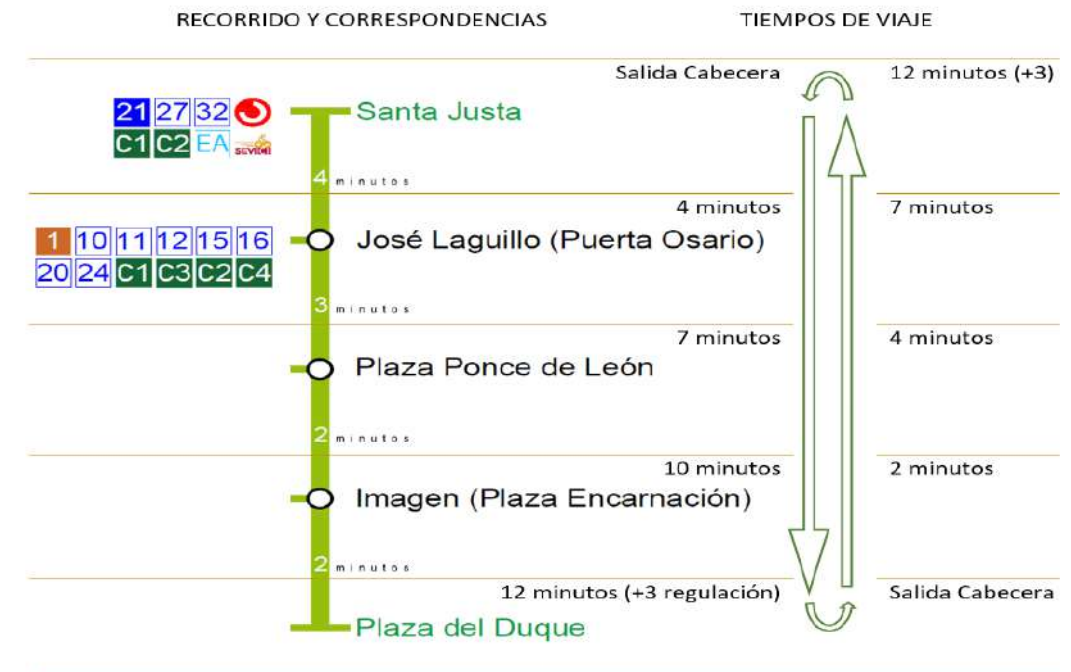 RECORRIDO Y CORRESPONDENCIAS
TIEMPOS DE VIAJE
Salida Cabecera
12 minutos (+3)
21 27 32
C1 C2 EA SEVICI
Santa Justa
4 minutos
4 minutos
7 minutos
1 10 11 12 15 16
20 24 C1 C3 C2 C4
José Laguillo (Puerta Osario)
3 minutos
7 minutos
4 minutos
Plaza Ponce de León
2 minutos
10 minutos
2 minutos
Imagen (Plaza Encarnación)
2 minutos
12 minutos (+3 regulación)
Salida Cabecera
Plaza del Duque